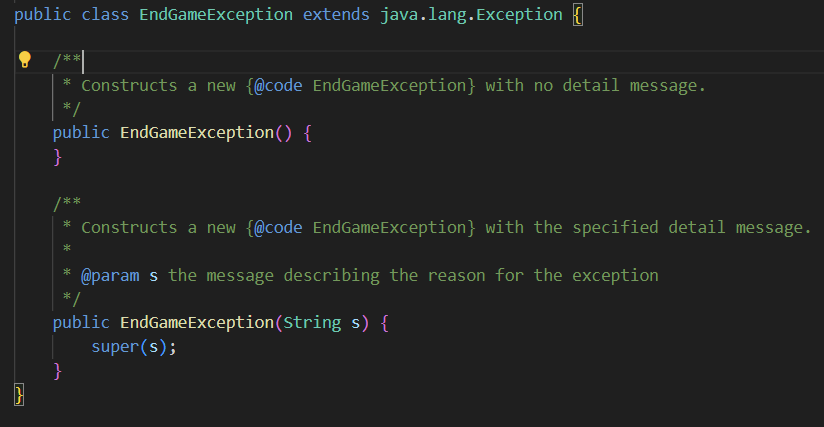 public class EndGameException extends java.lang.Exception {
/**
* Constructs a new {@code EndGameException} with no detail message.
*/
public EndGameException() {
}
/**
* Constructs a new {@code EndGameException} with the specified detail message.
*
* @param s the message describing the reason for the exception
*/
public EndGameException(String s) {
super(s);
}
}